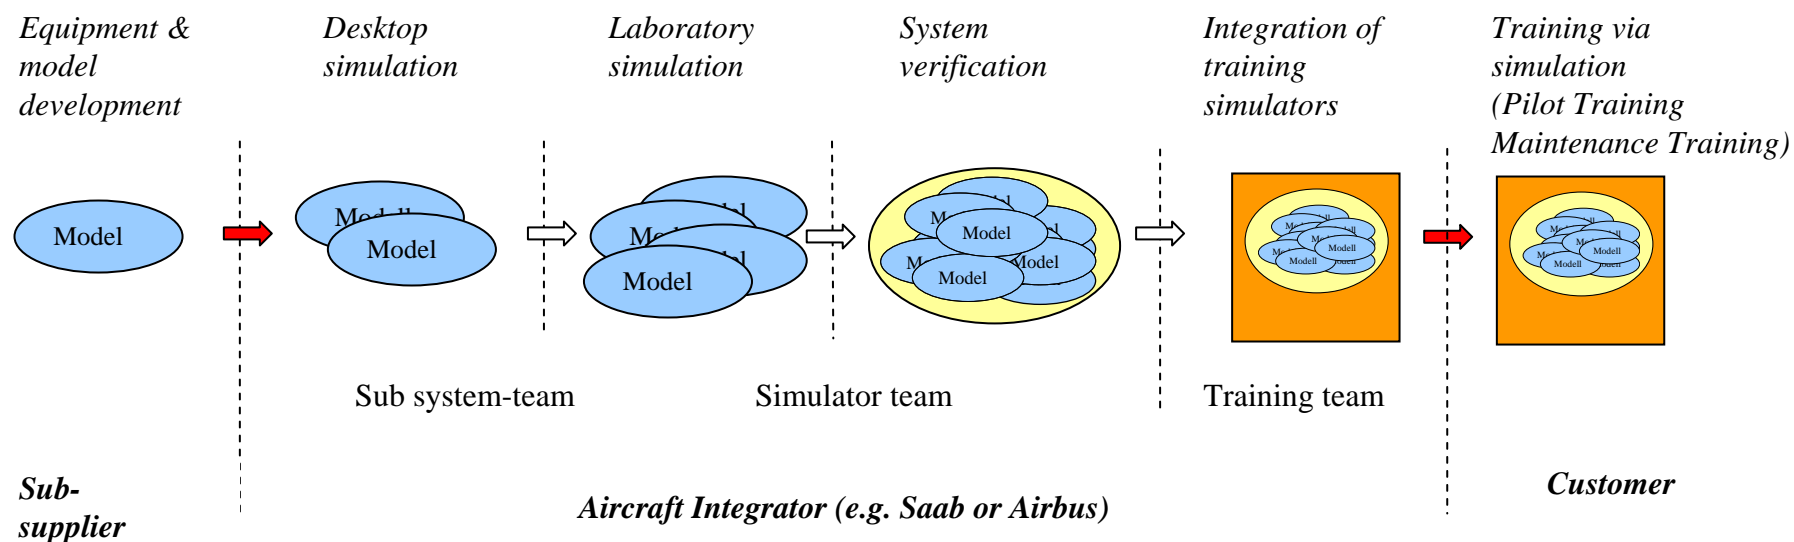 Equipment &
model
development
Desktop
simulation
Laboratory
simulation
System
verification
Integration of
training
simulators
Training via
simulation
(Pilot Training
Maintenance Training)
Model
Model
Model
Model
Model
Model
Modell
Modell
Modell
Modell
Sub system-team
Simulator team
Training team
Sub-
supplier
Aircraft Integrator (e.g. Saab or Airbus)
Customer